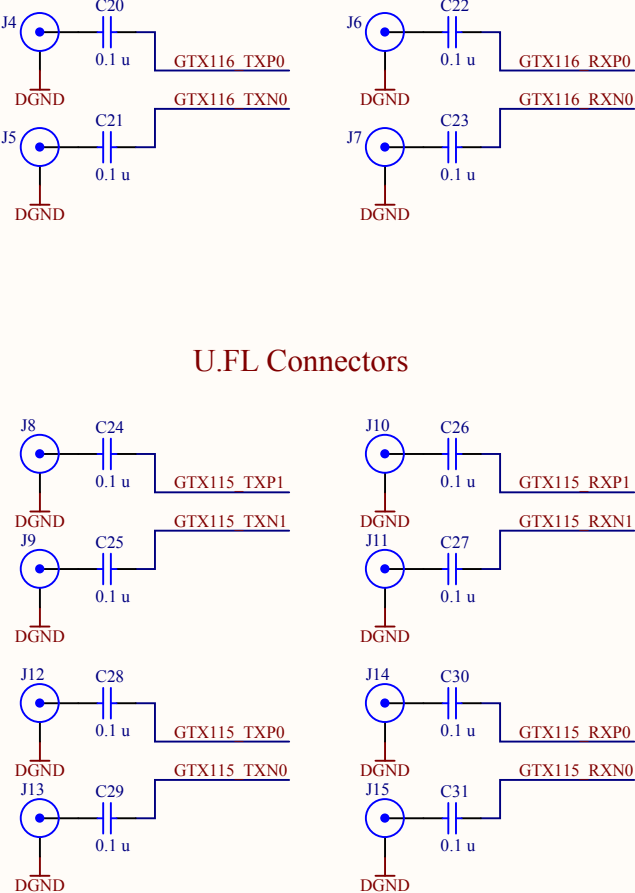 C20
J4
0.1 u
GTX116_TXP0
DGND
GTX116_TXN0
C21
J5
0.1 u
DGND
C22
J6
0.1 u
GTX116_RXP0
DGND
GTX116_RXN0
C23
J7
0.1 u
DGND
U.FL Connectors
J8
C24
0.1 u
GTX115_TXP1
DGND
GTX115_TXN1
J9
C25
0.1 u
DGND
J10
C26
0.1 u
GTX115_RXP1
DGND
GTX115_RXN1
J11
C27
0.1 u
DGND
J12
C28
0.1 u
GTX115_TXP0
DGND
GTX115_TXN0
J13
C29
0.1 u
DGND
J14
C30
0.1 u
GTX115_RXP0
DGND
GTX115_RXN0
J15
C31
0.1 u
DGND